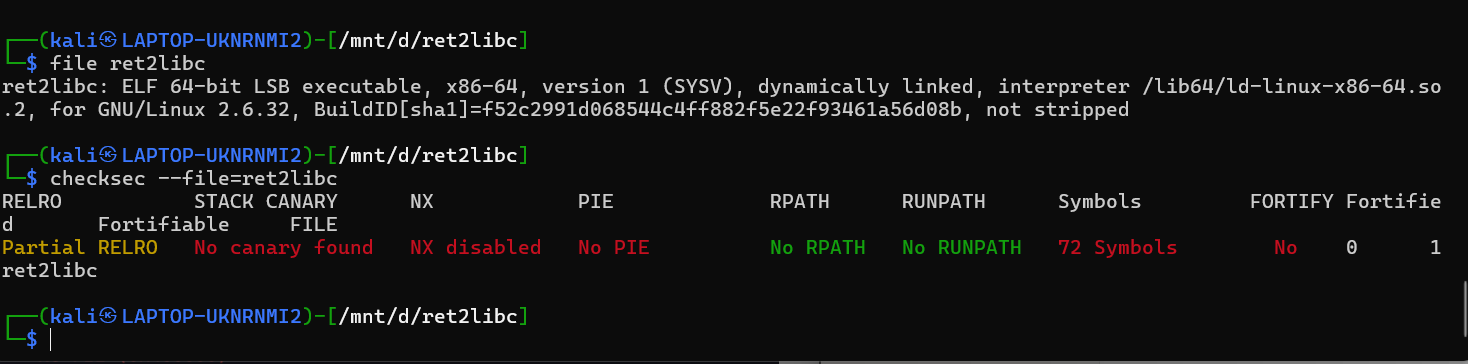 ┌──(kali㉿LAPTOP-UKNRNMI2)-[/mnt/d/ret2libc]
└─$ file ret2libc
ret2libc: ELF 64-bit LSB executable, x86-64, version 1 (SYSV), dynamically linked, interpreter /lib64/ld-linux-x86-64.so
.2, for GNU/Linux 2.6.32, BuildID[sha1]=f52c2991d068544c4ff882f5e22f93461a56d08b, not stripped
┌──(kali㉿LAPTOP-UKNRNMI2)-[/mnt/d/ret2libc]
└─$ checksec --file=ret2libc
RELRO           STACK CANARY      NX            PIE             RPATH      RUNPATH      Symbols         FORTIFY Fortifie
d       Fortifiable     FILE
Partial RELRO   No canary found   NX disabled   No PIE          No RPATH   No RUNPATH   72 Symbols        No    0      1
ret2libc
┌──(kali㉿LAPTOP-UKNRNMI2)-[/mnt/d/ret2libc]
└─$